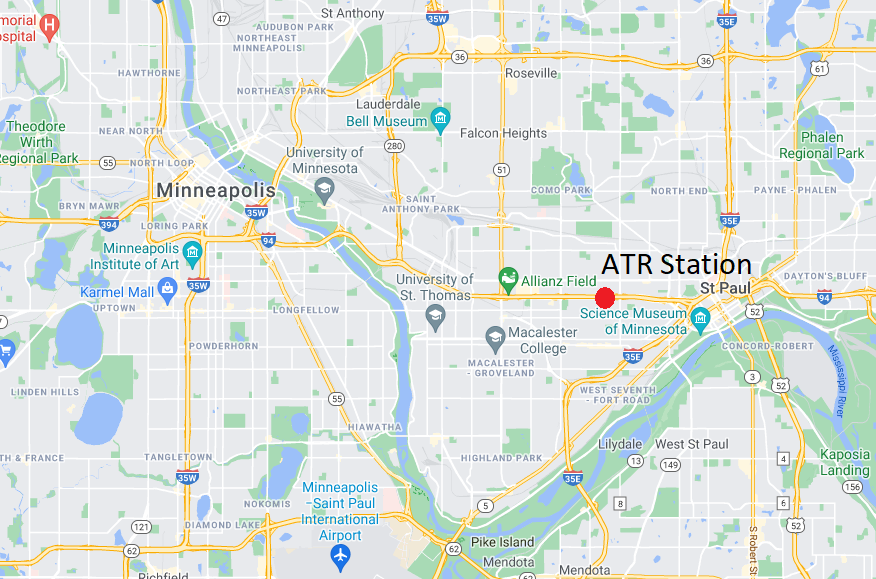 47
St Anthony
35W
35E
morial
ospital
H
AUDUBON PARK
NORTHEAST
MINNEAPOLIS
36
36
61
HAWTHORNE
Roseville
NORTHEAST PARK
Lauderdale
Bell Museum
Falcon Heights
Theodore
Wirth
Regional Park
NEAR NORTH
55
NORTH LOOP
280
Phalen
Regional Park
University of
Minnesota
51
Minneapolis
SAINT
ANTHONY PARK
COMO PARK
NORTH END
PAYNE - PHALEN
BRYN MAWR
394
LORING PARK
35W
35E
94
Minneapolis
Institute of Art
ATR Station
Karmel Mall
35W
University of
St. Thomas
Allianz Field
St Paul
DAYTON'S BLUFF
94
UPTOWN
LONGFELLOW
Science Museum
of Minnesota
52
POWDERHORN
Macalester
College
35E
CONCORD-ROBERT
MACALESTER
- GROVELAND
Mississippi River
3
52
LINDEN HILLS
55
WEST SEVENTH
- FORT ROAD
HIAWATHA
Lilydale
West St Paul
TH & FRANCE
TANGLETOWN
HIGHLAND PARK
13
149
4
Kaposia
Landing
35W
35E
156
NOKOMIS
Minneapolis
-Saint Paul
International
Airport
5
8
6
121
DIAMOND LAKE
52
62
62
Pike Island
S Robert St
Mendota
Mendota
Richfield
62